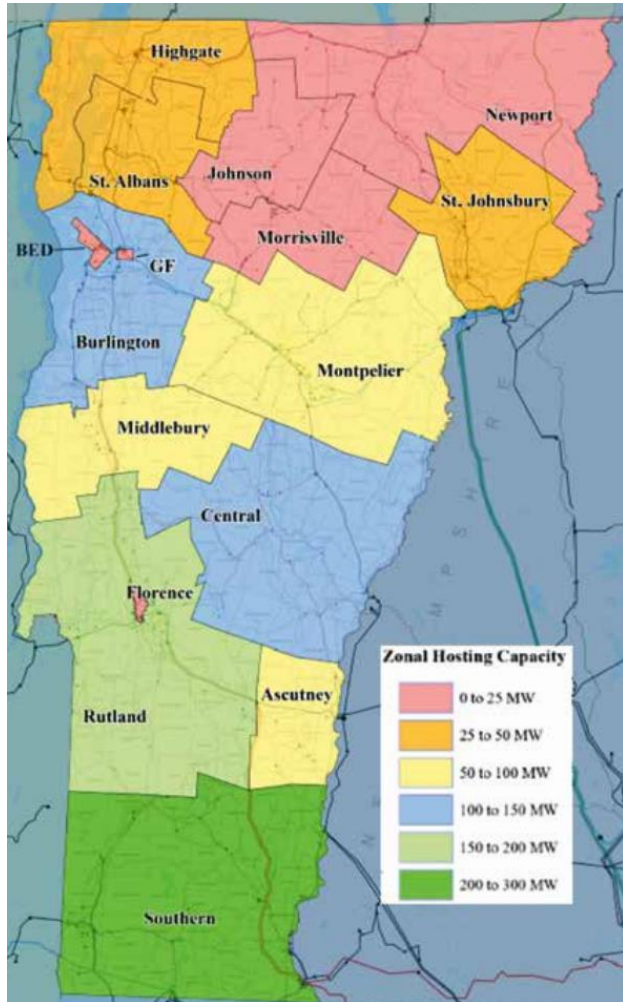 Highgate
Newport
St. Albans
Johnson
St. Johnsbury
Morrisville
BED
GF
Burlington
Montpelier
Middlebury
Central
Florence
Ascutney
Rutland
Southern
Zonal Hosting Capacity
0 to 25 MW
25 to 50 MW
50 to 100 MW
100 to 150 MW
150 to 200 MW
200 to 300 MW